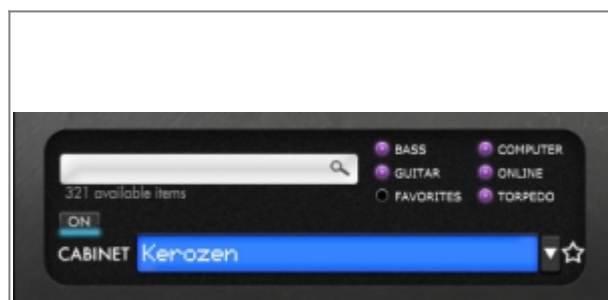 BASS
COMPUTER
GUITAR
ONLINE
321 available items
FAVORITES
TORPEDO
ON
CABINET Kerozen